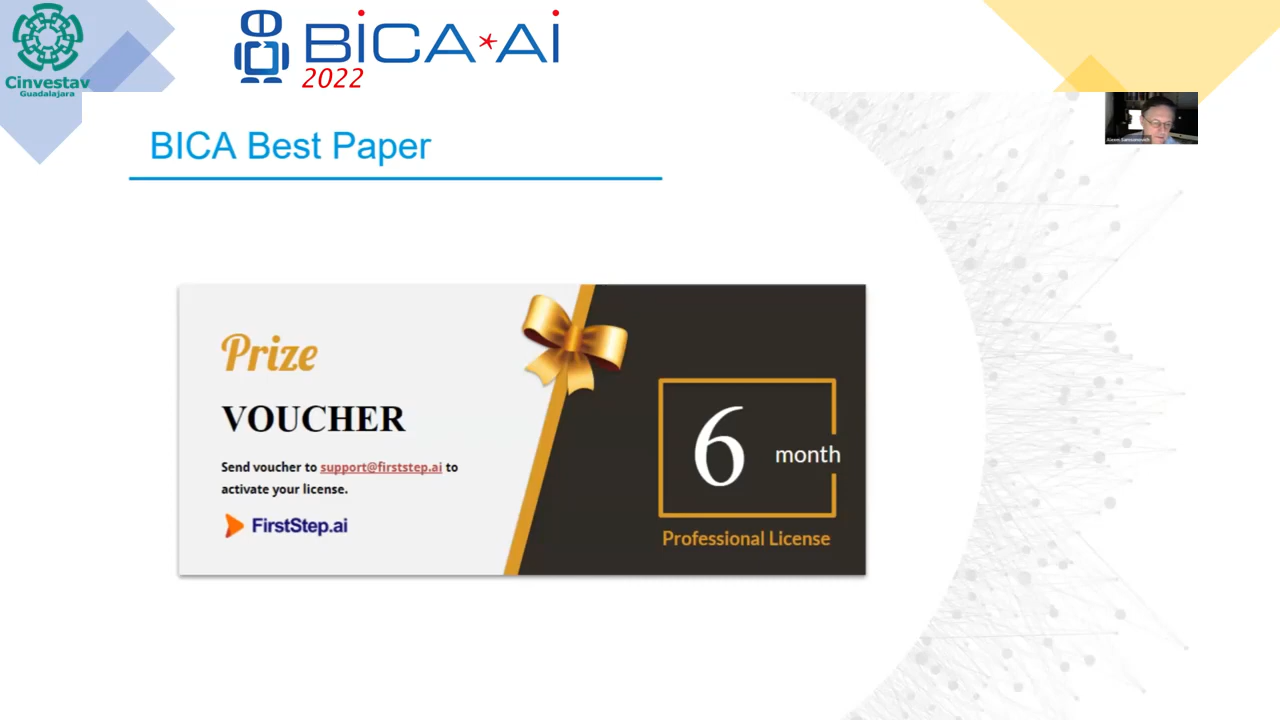 Cinvestav
Guadalajara
BiCA*Ai
2022
BICA Best Paper
Prize
VOUCHER
Send voucher to support@firststep.ai to
activate your license.
FirstStep.ai
6
month
Professional License